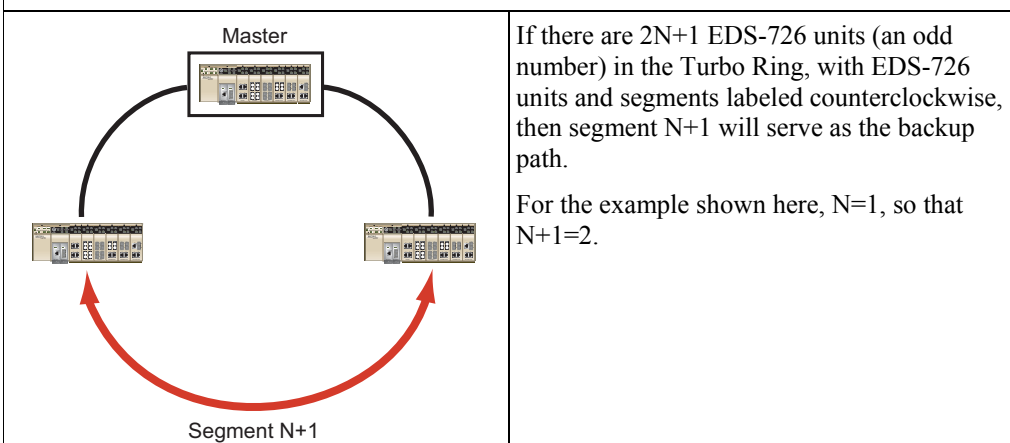 Master
Segment N+1
If there are 2N+1 EDS-726 units (an odd
number) in the Turbo Ring, with EDS-726
units and segments labeled counterclockwise,
then segment N+1 will serve as the backup
path.
For the example shown here, N=1, so that
N+1=2.